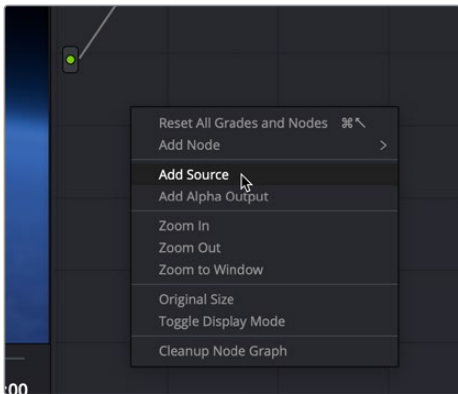 Reset All Grades and Nodes ⌘↖
Add Node >
Add Source
Add Alpha Output
Zoom In
Zoom Out
Zoom to Window
Original Size
Toggle Display Mode
Cleanup Node Graph
:00